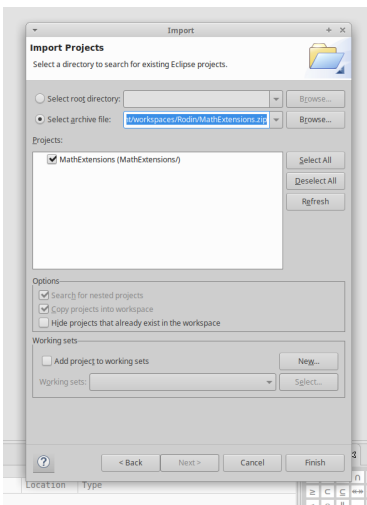 Import
Import Projects
Select a directory to search for existing Eclipse projects.
Select root directory:
Browse...
Select archive file:
nt/workspaces/Rodin/MathExtensions.zip
Browse...
Projects:
MathExtensions (MathExtensions/)
Select All
Deselect All
Refresh
Options
Search for nested projects
Copy projects into workspace
Hide projects that already exist in the workspace
Working sets
Add project to working sets
New...
Working sets:
Select...
?
< Back
Next >
Cancel
Finish
Location Type